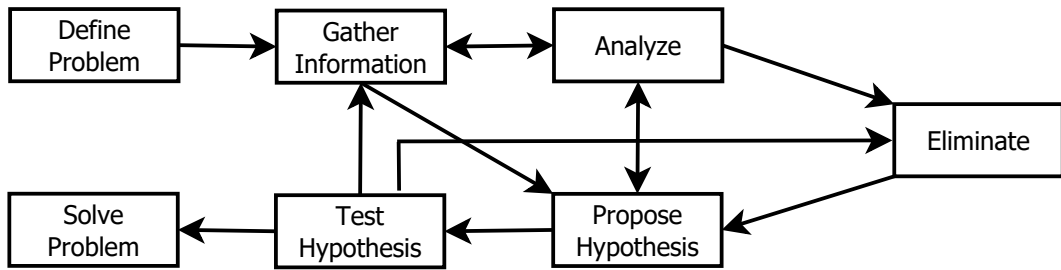 Define
Problem
Gather
Information
Analyze
Eliminate
Solve
Problem
Test
Hypothesis
Propose
Hypothesis